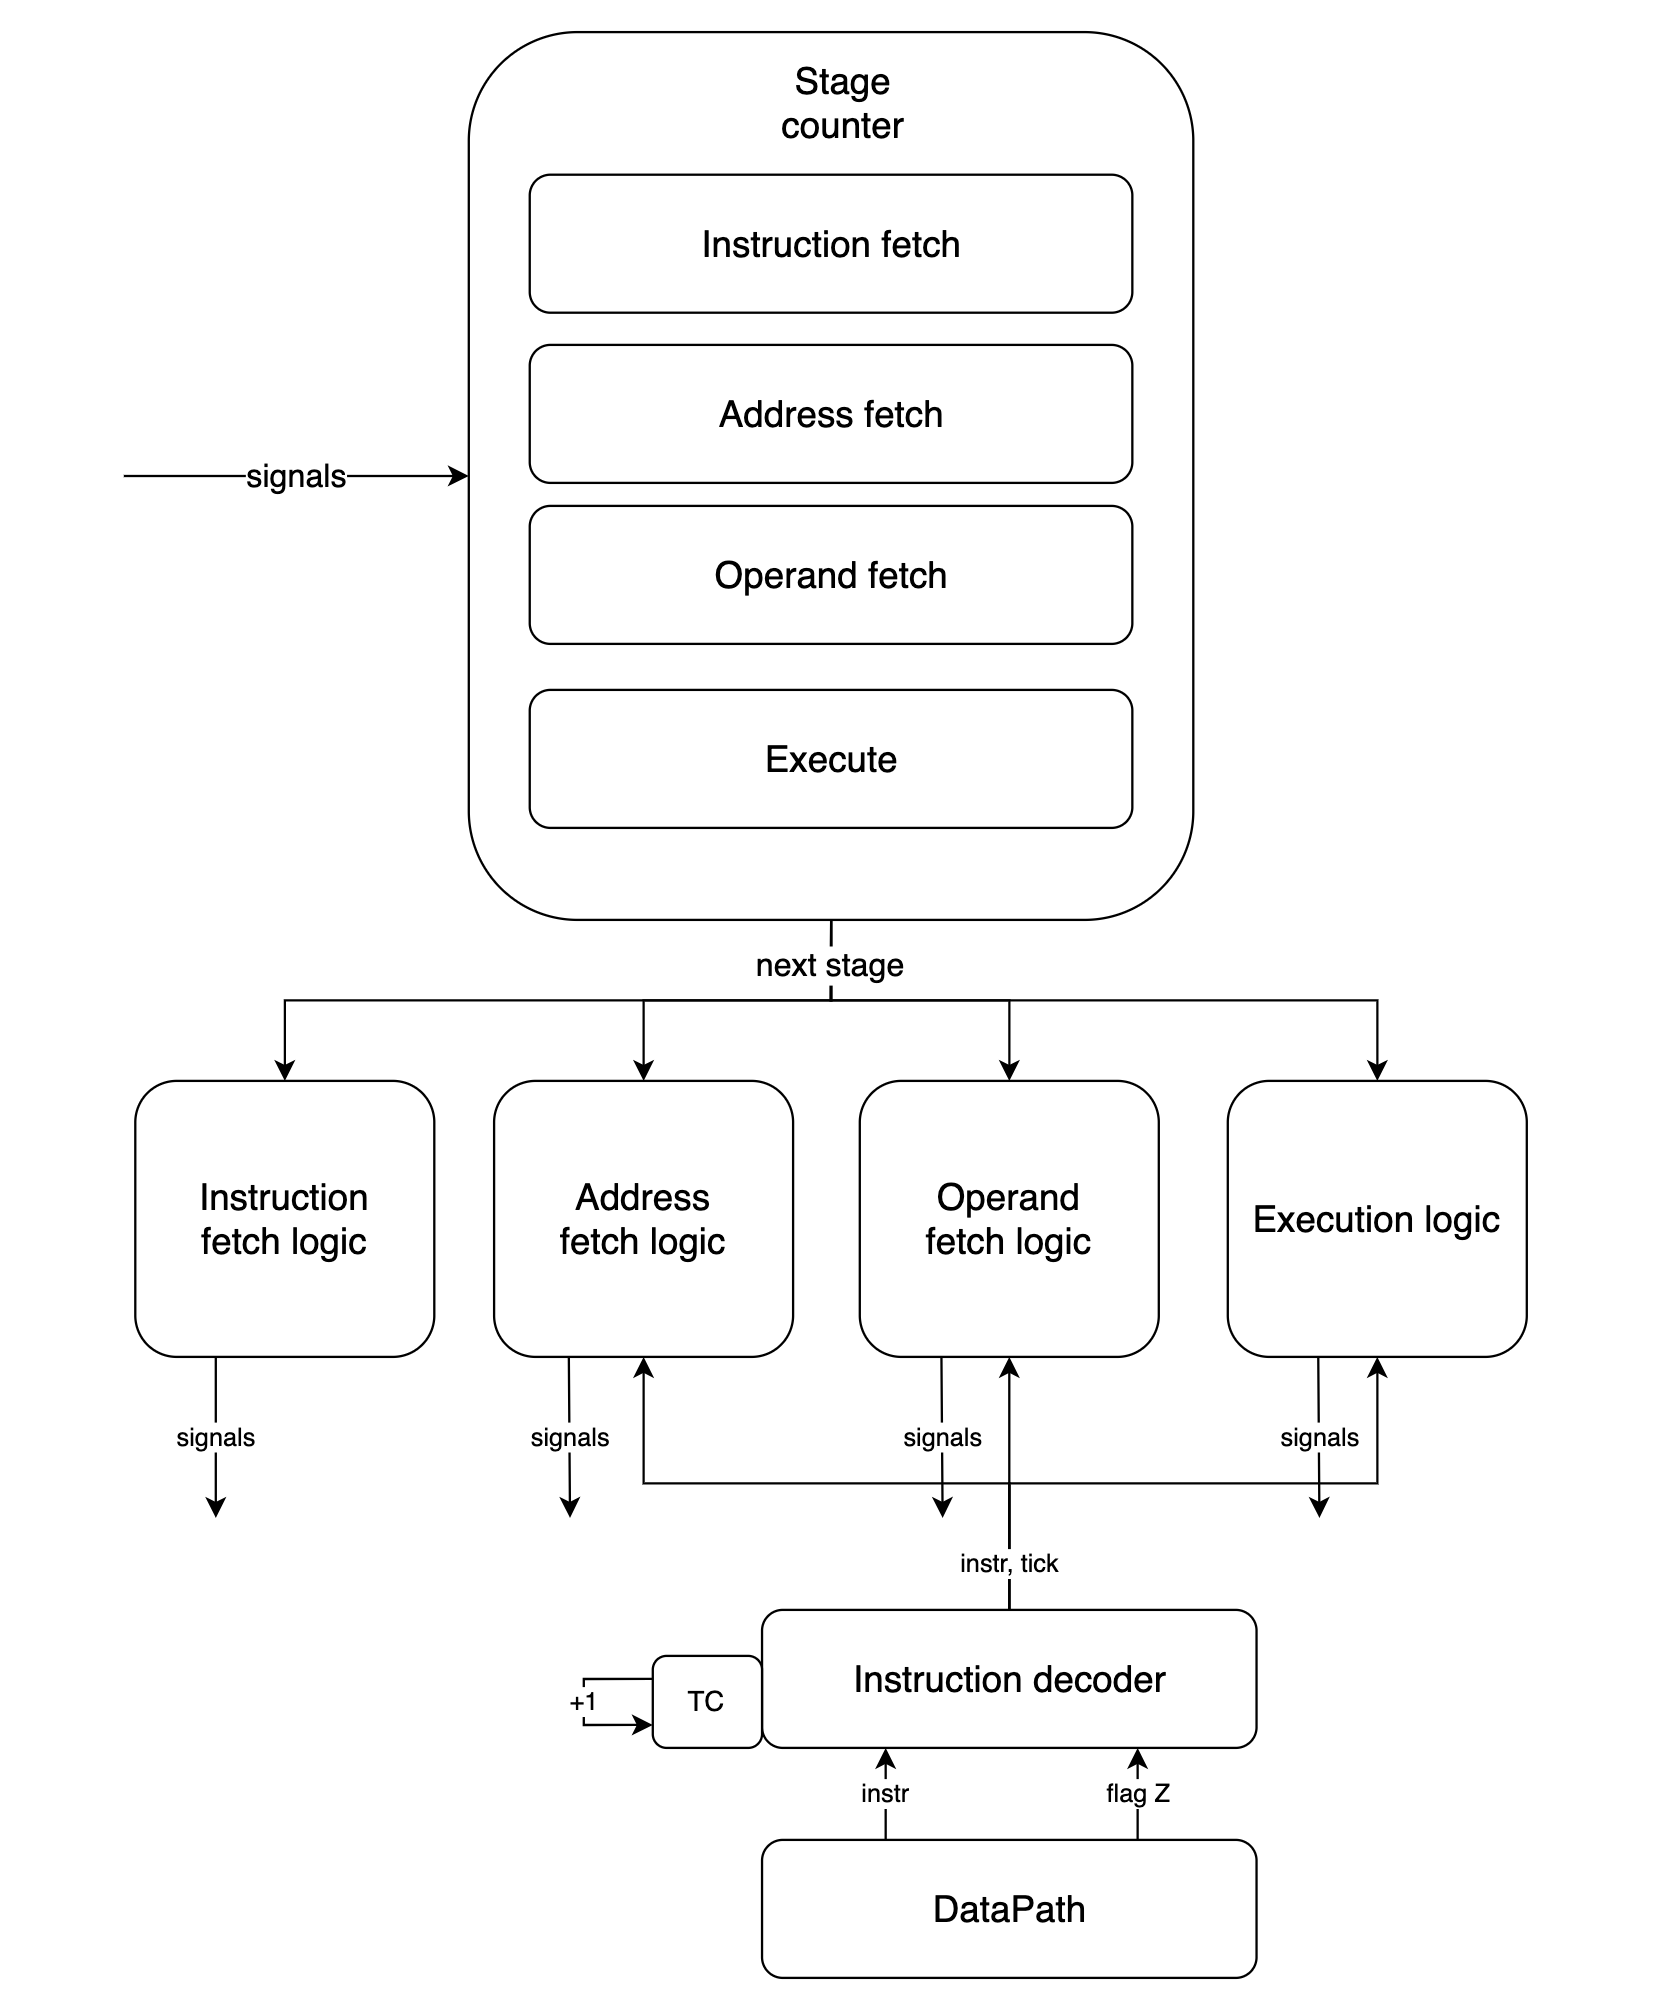 Stage
counter
Instruction fetch
Address fetch
signals
Operand fetch
Execute
next stage
Instruction
fetch logic
Address
fetch logic
Operand
fetch logic
Execution logic
signals
signals
signals
signals
instr, tick
Instruction decoder
+1
TC
instr
flag Z
DataPath